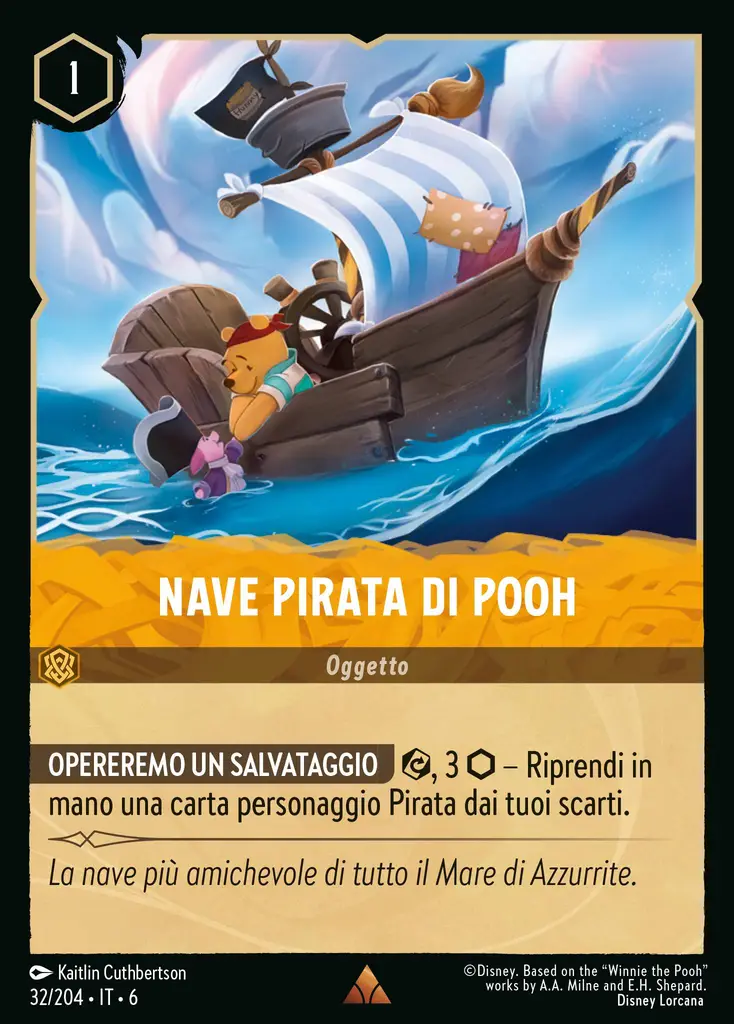 1
NAVE PIRATA DI POOH
Oggetto
OPEREREMO UN SALVATAGGIO , 3 – Riprendi in
mano una carta personaggio Pirata dai tuoi scarti.
La nave più amichevole di tutto il Mare di Azzurrite.
Kaitlin Cuthbertson
32/204 • IT • 6
©Disney. Based on the “Winnie the Pooh”
works by A.A. Milne and E.H. Shepard.
Disney Lorcana